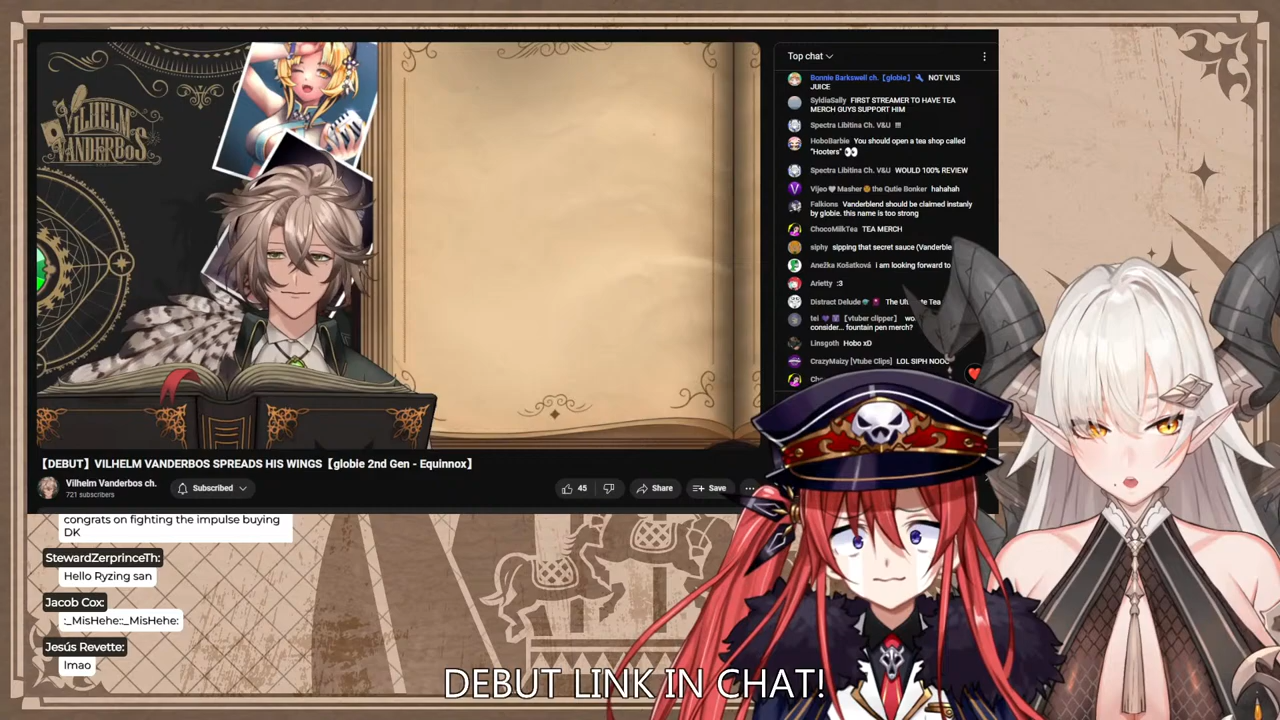 VILHELM
VANDERBOS
Top chat
Bonnie Barkswell ch. [globie] NOT VIL'S
JUICE
SyldiaSally FIRST STREAMER TO HAVE TEA
MERCH GUYS SUPPORT HIM
Spectra Libitina Ch. V&U !!!
HoboBarbie You should open a tea shop called
"Hooters" 👀
Spectra Libitina Ch. V&U WOULD 100% REVIEW
Vijeo 🤍 Masher 🟠 the Qutie Bonker hahahah
Falkions Vanderblend should be claimed instanly
by globie. this name is too strong
ChocoMilkTea TEA MERCH
siphy sipping that secret sauce (Vanderble
Anežka Košatková i am looking forward to
Arietty :3
Distract Delude The Tea
tei [vtuber clipper]
consider... fountain pen merch?
Linsgoth Hobo xD
CrazyMaizy [Vtube Clips] LOL SIPH NOOO
【DEBUT】VILHELM VANDERBOS SPREADS HIS WINGS【globie 2nd Gen - Equinnox】
Vilhelm Vanderbos ch.
721 subscribers
Subscribed
45
Share
Save
congrats on fighting the impulse buying
DK
StewardZerprinceTh:
Hello Ryzing san
Jacob Cox:
:_MisHehe::_MisHehe:
Jesús Revette:
lmao
DEBUT LINK IN CHAT!